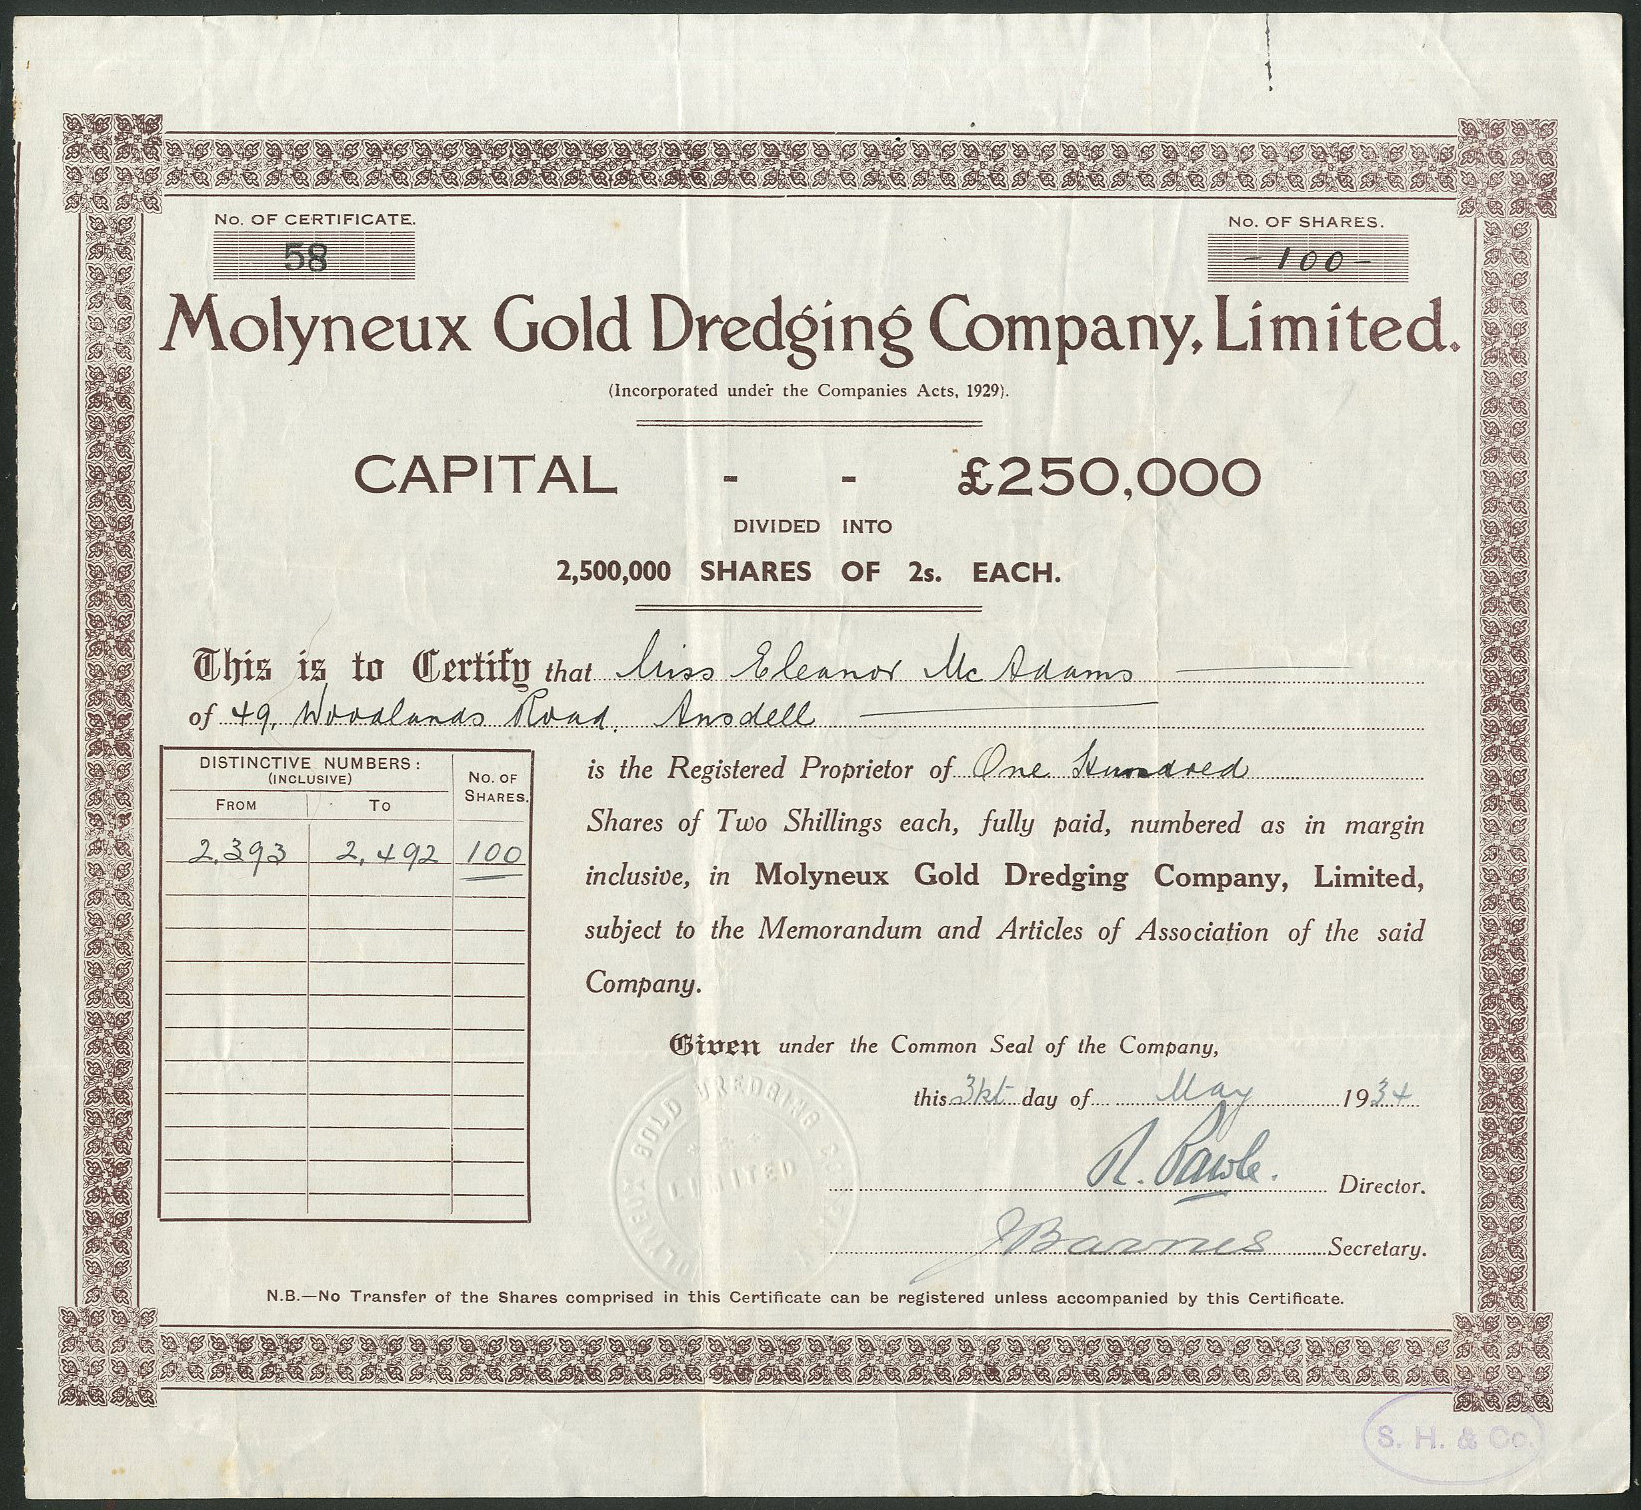 No. OF CERTIFICATE.
58
No. OF SHARES.
-100-
Molyneux Gold Dredging Company, Limited.
(Incorporated under the Companies Acts, 1929).
CAPITAL - - £250,000
DIVIDED INTO
2,500,000 SHARES OF 2s. EACH.
This is to Certify that Miss Eleanor McAdams
of 49, Woodlands Road. Ansdell
DISTINCTIVE NUMBERS:
(INCLUSIVE)
No. OF SHARES.
FROM TO
2,393 2,492 100
is the Registered Proprietor of One Hundred
Shares of Two Shillings each, fully paid, numbered as in margin
inclusive, in Molyneux Gold Dredging Company, Limited,
subject to the Memorandum and Articles of Association of the said
Company.
Given under the Common Seal of the Company,
this 31st day of May 1934
R. Director.
J Barnes Secretary.
GOLD DREDGING
LIMITED
N.B.—No Transfer of the Shares comprised in this Certificate can be registered unless accompanied by this Certificate.
S. H. & Co.